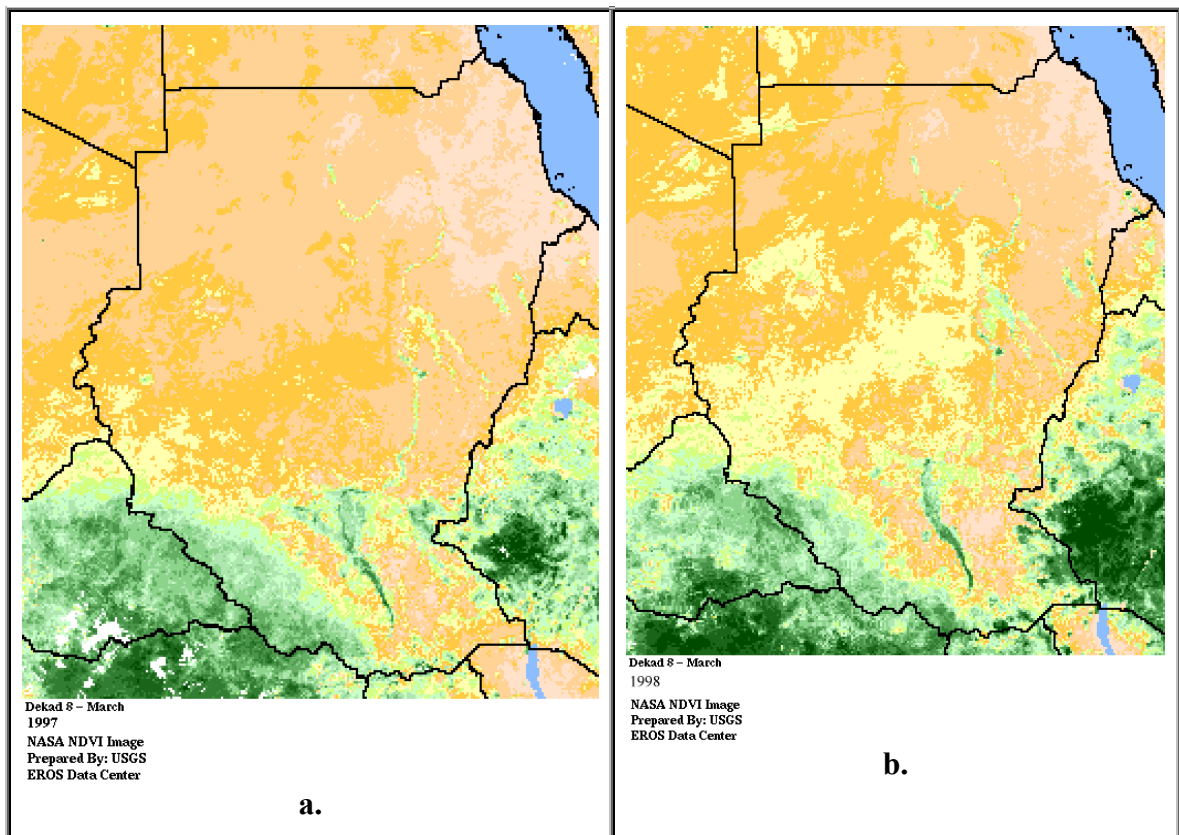 Dekad 8 – March
1997
NASA NDVI Image
Prepared By: USGS
EROS Data Center
a.
Dekad 8 – March
1998
NASA NDVI Image
Prepared By: USGS
EROS Data Center
b.